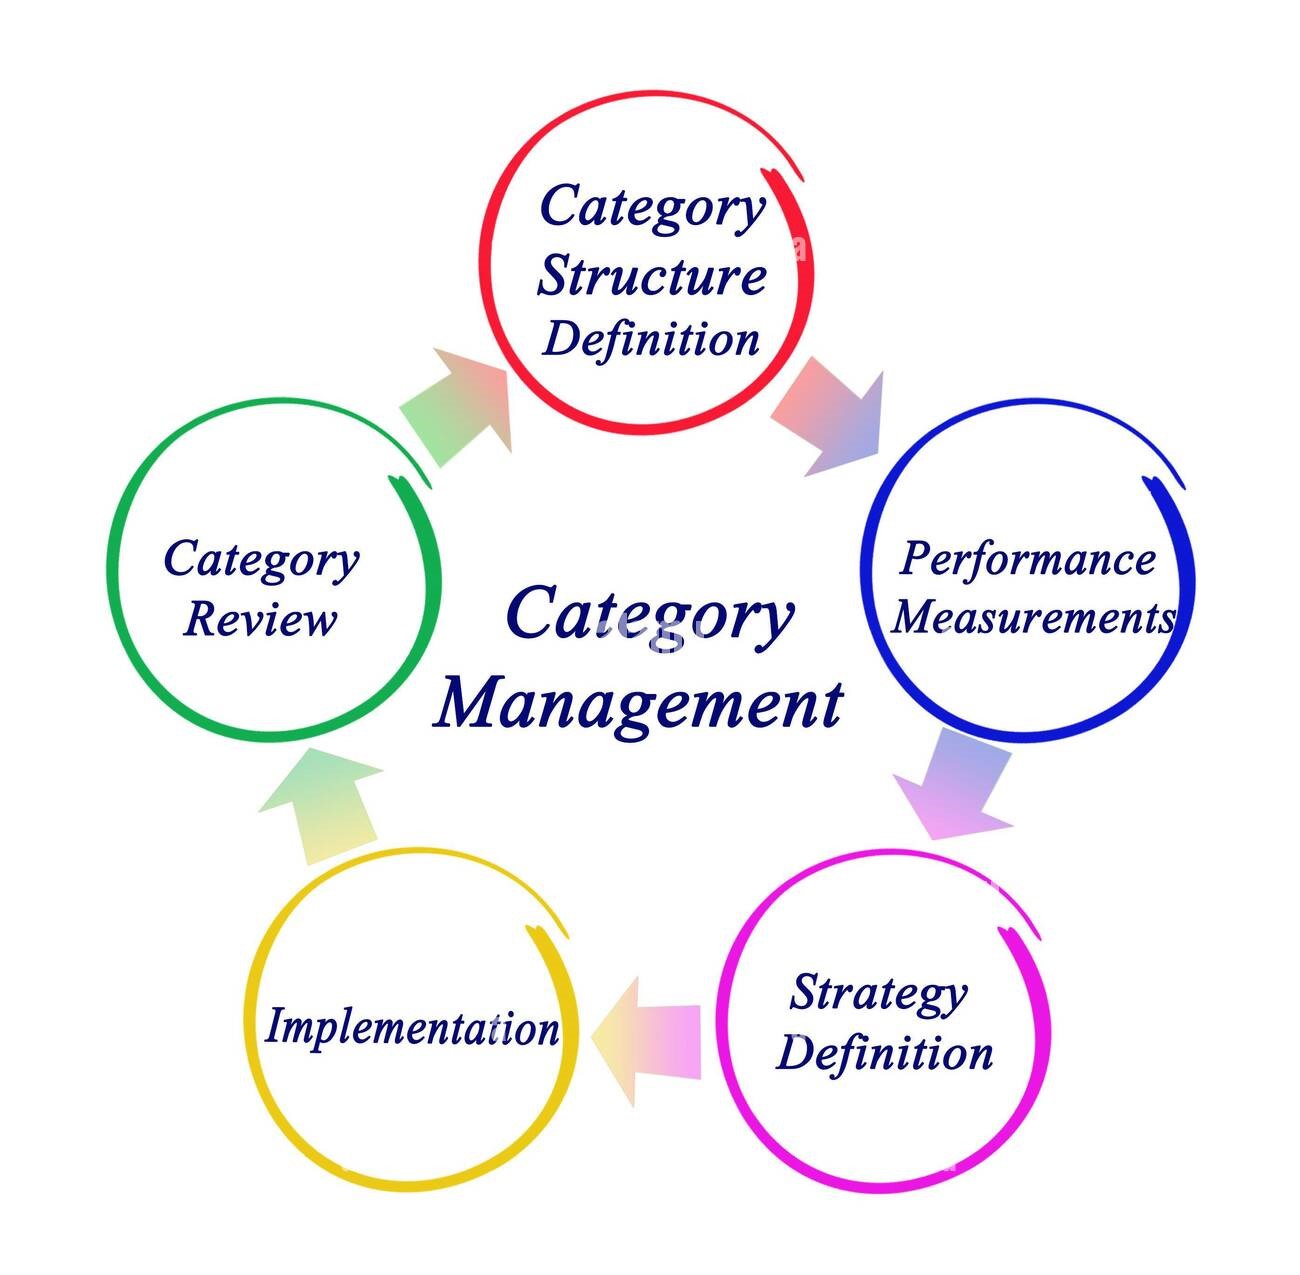 Category
Structure
Definition
Performance
Measurements
Strategy
Definition
Implementation
Category
Review
Category
Management